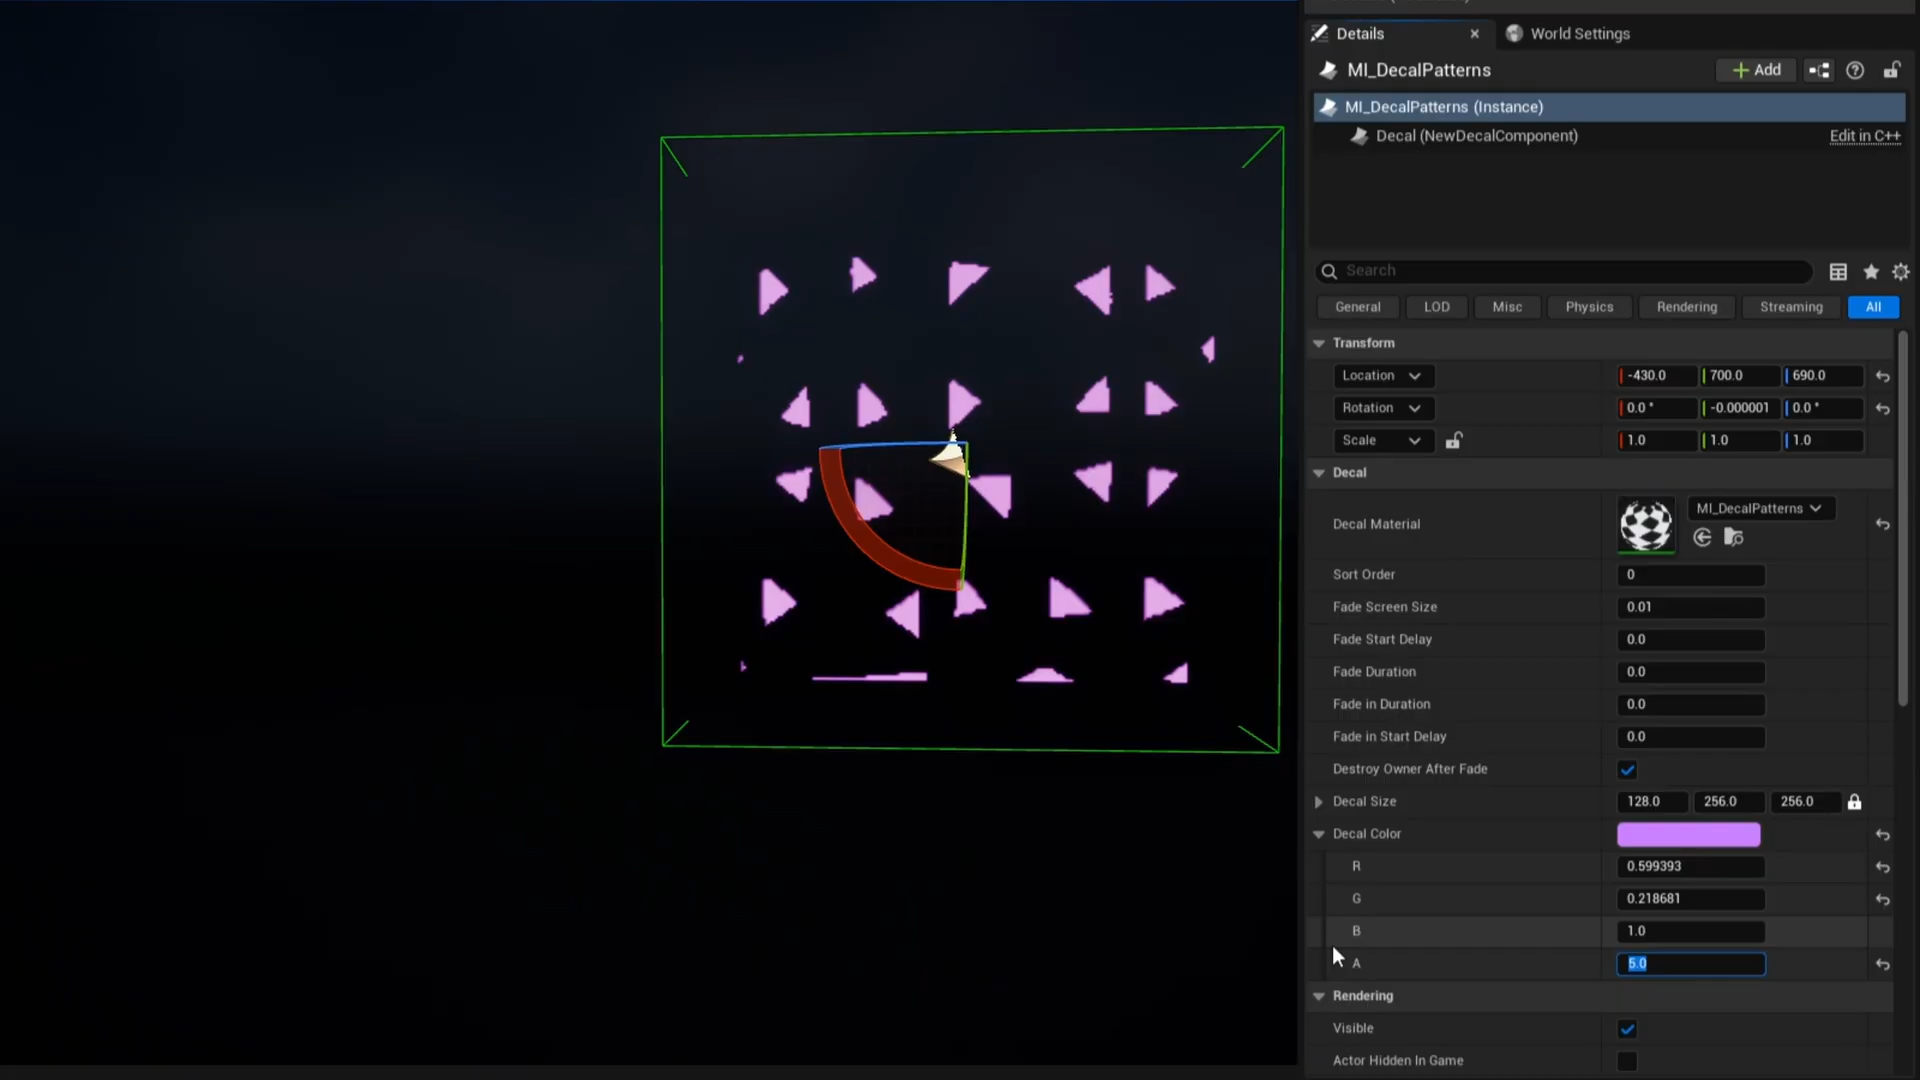 Details
World Settings
MI_DecalPatterns
Add
MI_DecalPatterns (Instance)
Decal (NewDecalComponent)
Edit in C++
Search
General LOD Misc Physics Rendering Streaming All
Transform
Location -430.0 700.0 690.0
Rotation 0.0 ° -0.000001 0.0 °
Scale 1.0 1.0 1.0
Decal
Decal Material MI_DecalPatterns
Sort Order 0
Fade Screen Size 0.01
Fade Start Delay 0.0
Fade Duration 0.0
Fade in Duration 0.0
Fade in Start Delay 0.0
Destroy Owner After Fade
Decal Size 128.0 256.0 256.0
Decal Color
R 0.599393
G 0.218681
B 1.0
A 5.0
Rendering
Visible
Actor Hidden In Game